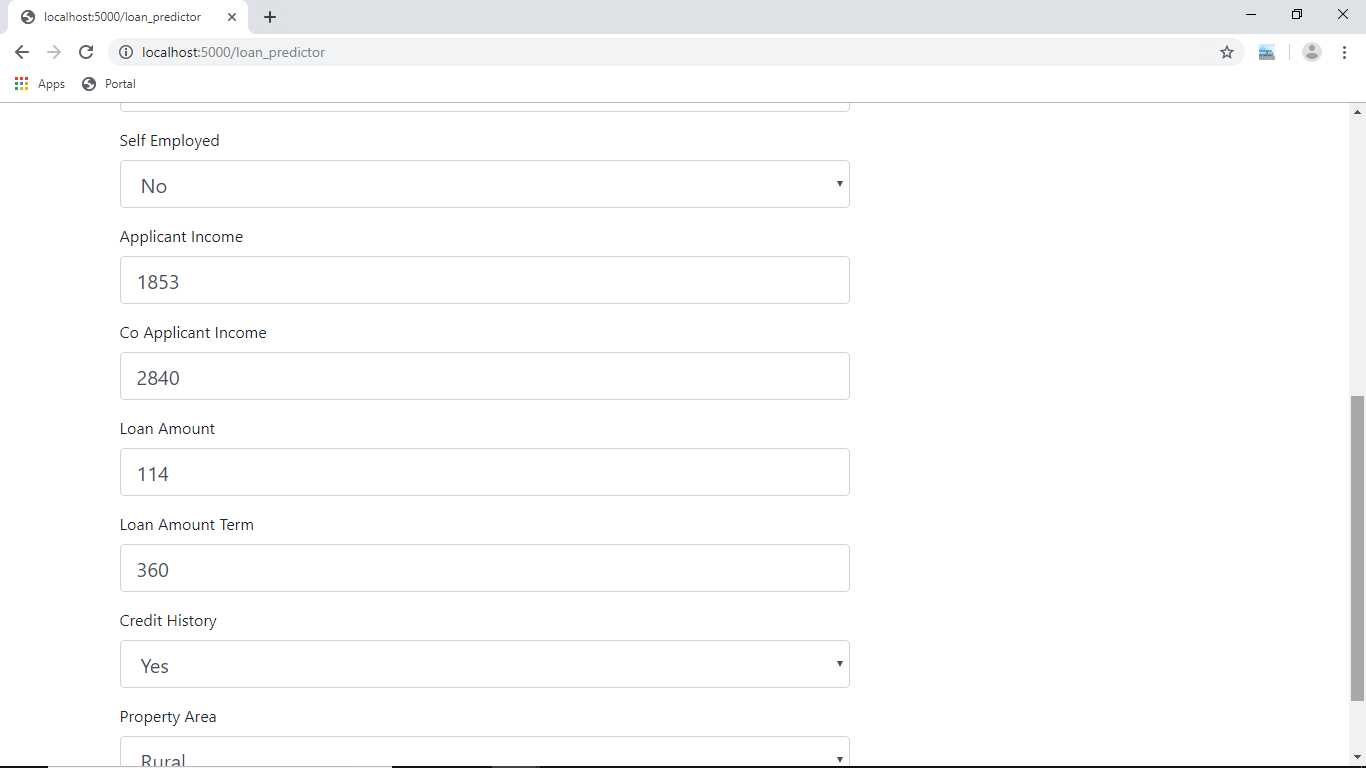 localhost:5000/loan_predictor
localhost:5000/loan_predictor
Apps Portal
Self Employed
No
Applicant Income
1853
Co Applicant Income
2840
Loan Amount
114
Loan Amount Term
360
Credit History
Yes
Property Area
Rural